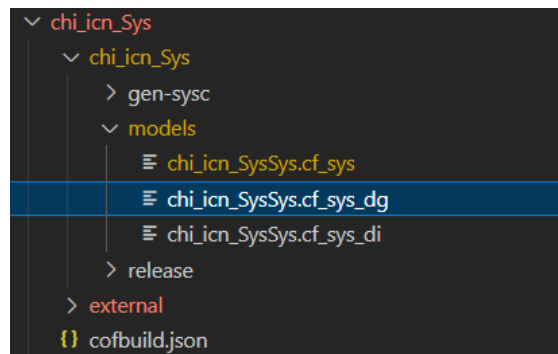 chi_icn_Sys
chi_icn_Sys
gen-sysc
models
chi_icn_SysSys.cf_sys
chi_icn_SysSys.cf_sys_dg
chi_icn_SysSys.cf_sys_di
release
external
{} cofbuild.json